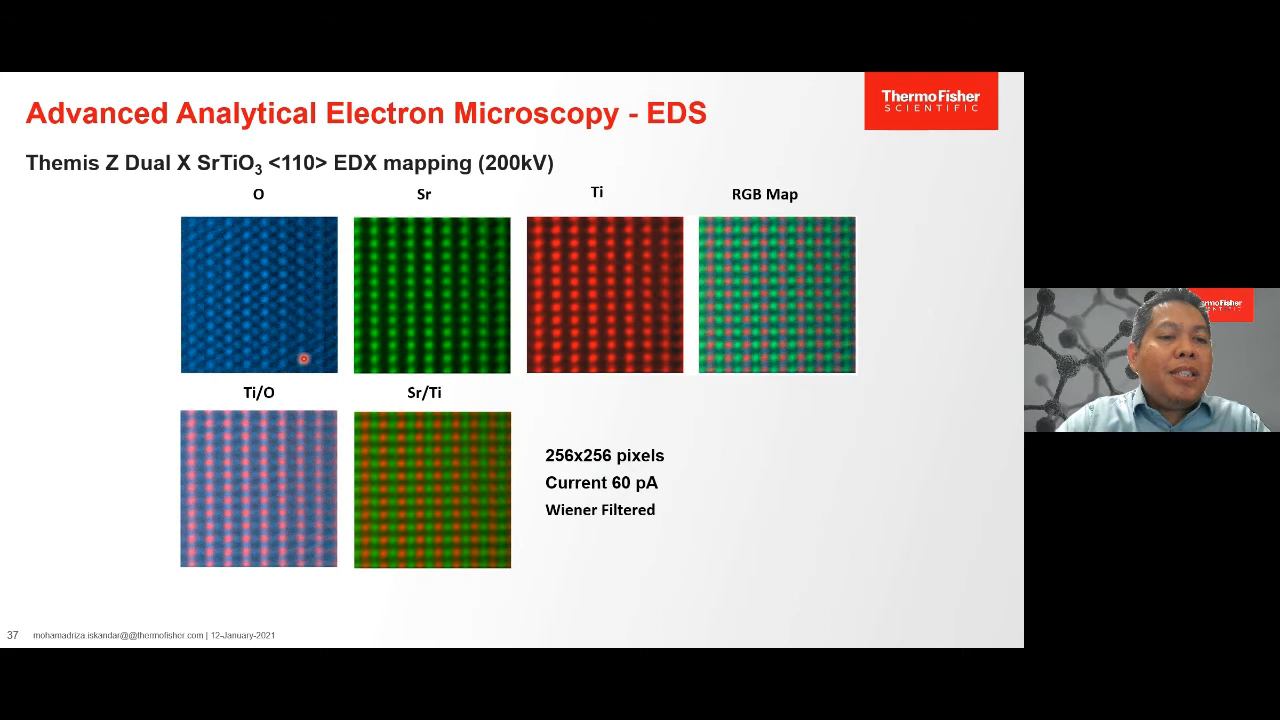 Advanced Analytical Electron Microscopy - EDS
ThermoFisher
SCIENTIFIC
Themis Z Dual X SrTiO3 <110> EDX mapping (200kV)
O
Sr
Ti
RGB Map
Ti/O
Sr/Ti
256x256 pixels
Current 60 pA
Wiener Filtered
37
mohamadriza.iskandar@@thermofisher.com | 12-January-2021